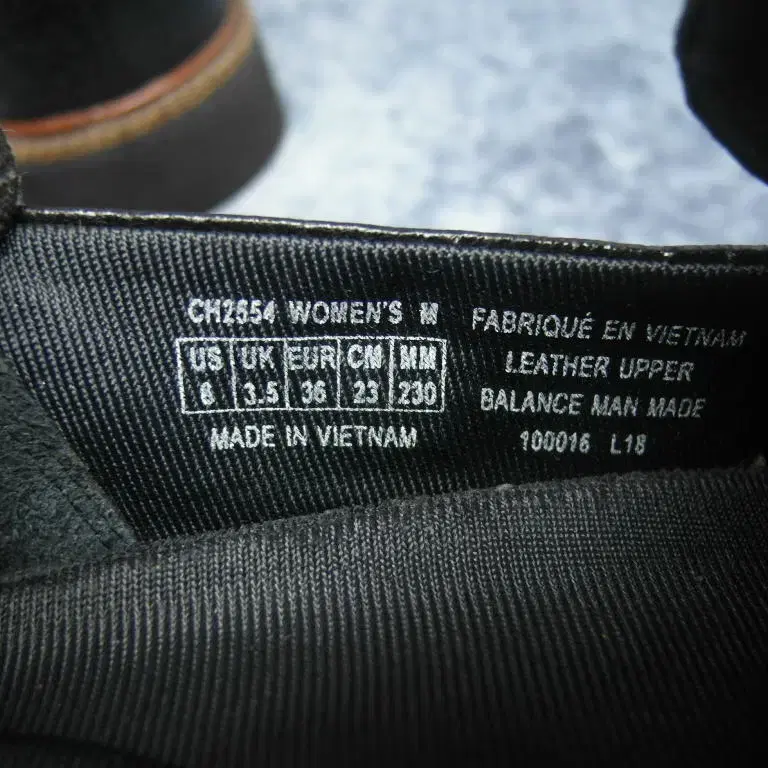 CH2554 WOMEN'S M
US UK EUR CM MM
6 3.5 36 23 230
MADE IN VIETNAM
FABRIQUÉ EN VIETNAM
LEATHER UPPER
BALANCE MAN MADE
100016 L18